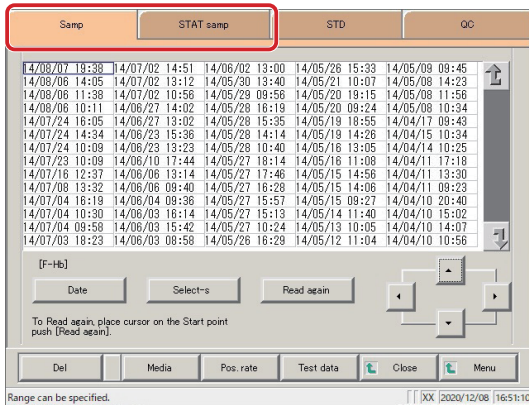 Samp STAT samp STD QC
14/08/07 19:38 14/07/02 14:51 14/06/02 13:00 14/05/26 15:33 14/05/09 09:45
14/08/06 14:05 14/07/02 13:12 14/05/30 13:40 14/05/21 10:07 14/05/08 14:23
14/08/06 11:38 14/07/02 10:56 14/05/29 09:56 14/05/20 19:15 14/05/08 11:56
14/08/06 10:11 14/06/27 14:02 14/05/28 16:19 14/05/20 09:24 14/05/08 10:34
14/07/24 16:05 14/06/27 13:02 14/05/28 15:35 14/05/19 18:55 14/04/17 09:43
14/07/24 14:34 14/06/23 15:36 14/05/28 14:14 14/05/19 14:26 14/04/15 10:34
14/07/24 10:09 14/06/23 13:23 14/05/28 10:40 14/05/16 13:05 14/04/14 10:25
14/07/23 10:09 14/06/10 17:44 14/05/27 18:14 14/05/16 11:08 14/04/11 17:18
14/07/16 12:37 14/06/06 13:14 14/05/27 17:46 14/05/15 14:56 14/04/11 13:30
14/07/08 13:32 14/06/06 09:40 14/05/27 16:28 14/05/15 14:06 14/04/11 09:23
14/07/04 16:19 14/06/04 09:36 14/05/27 15:57 14/05/15 09:27 14/04/10 20:40
14/07/04 10:30 14/06/03 16:14 14/05/27 15:13 14/05/14 11:40 14/04/10 15:02
14/07/04 09:58 14/06/03 15:42 14/05/27 10:24 14/05/13 10:05 14/04/10 14:07
14/07/03 18:23 14/06/03 08:58 14/05/26 16:29 14/05/12 11:04 14/04/10 10:56
[F-Hb]
Date Select-s Read again
To Read again, place cursor on the Start point
push [Read again].
Del Media Pos. rate Test data Close Menu
Range can be specified. XX 2020/12/08 16:51:13